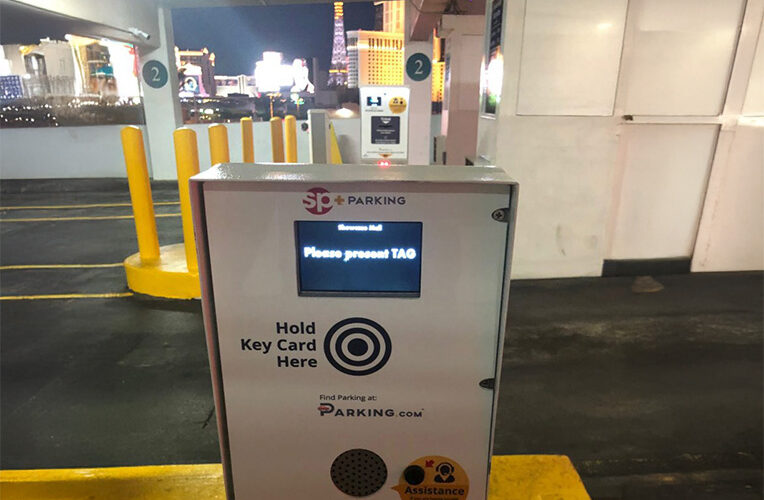 2
2
sp+ PARKING
Showcase Mall
Please present TAG
Hold
Key Card
Here
Find Parking at:
PARKING.COM
Assistance